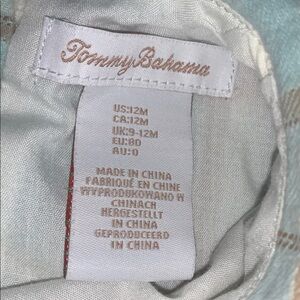 Tommy Bahama
US:12M
CA:12M
UK:9-12M
EU:80
AU:0
MADE IN CHINA
FABRIQUÉ EN CHINE
WYPRODUKOWANO W
CHINACH
HERGESTELLT
IN CHINA
GEPRODUCEERD
IN CHINA